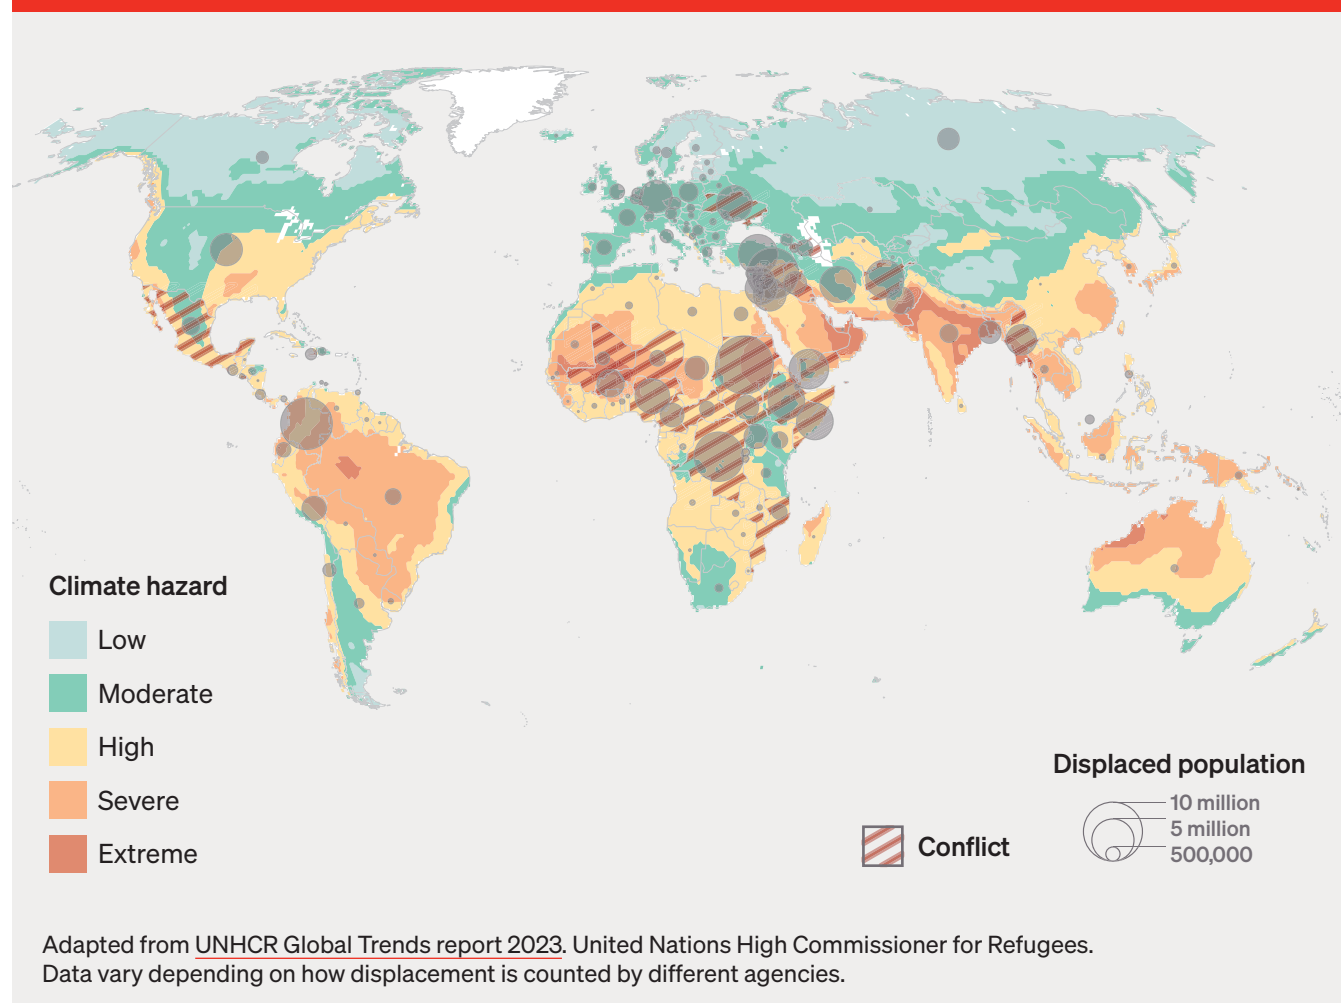 Climate hazard
Low
Moderate
High
Severe
Extreme
Displaced population
10 million
5 million
500,000
Conflict
Adapted from UNHCR Global Trends report 2023. United Nations High Commissioner for Refugees.
Data vary depending on how displacement is counted by different agencies.